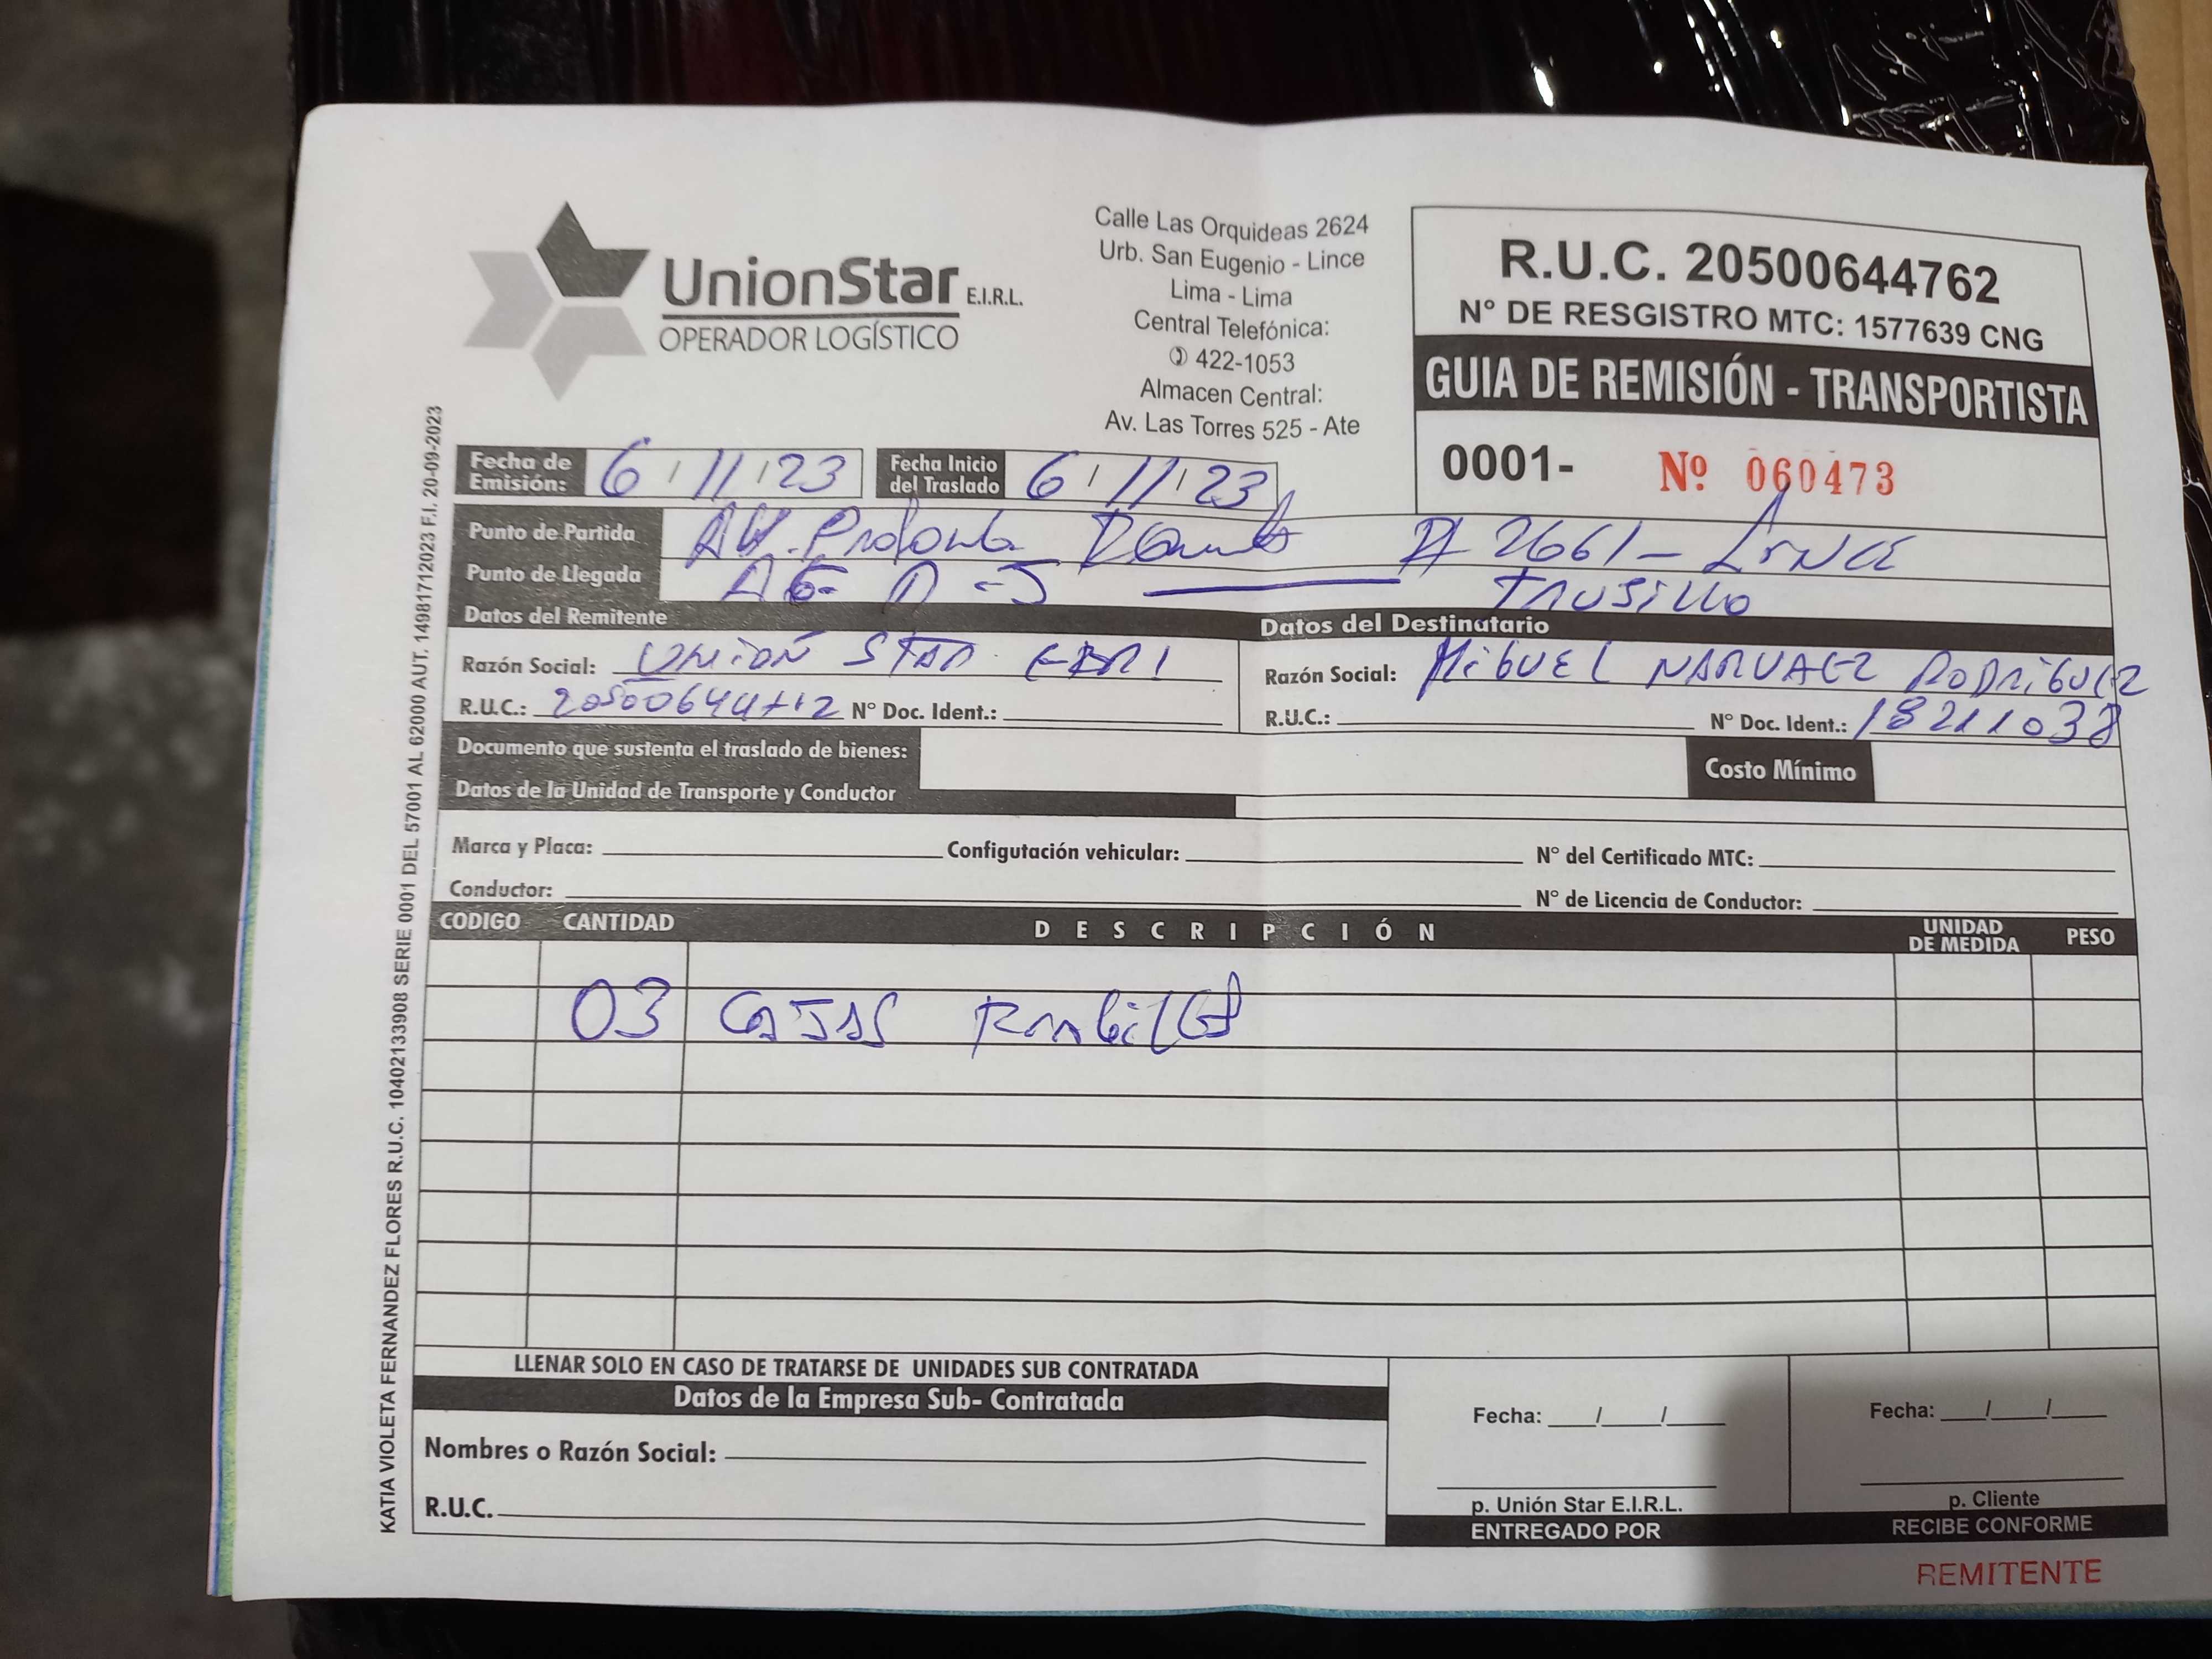 UnionStar E.I.R.L.
OPERADOR LOGÍSTICO
Calle Las Orquideas 2624
Urb. San Eugenio - Lince
Lima - Lima
Central Telefónica:
422-1053
Almacen Central:
Av. Las Torres 525 - Ate
R.U.C. 20500644762
N° DE RESGISTRO MTC: 1577639 CNG
GUIA DE REMISIÓN - TRANSPORTISTA
0001- Nº 060473
Fecha de Emisión: 6/11/23 Fecha Inicio del Traslado 6/11/23
Punto de Partida AV. 2661 - LINCE
Punto de Llegada TRUJILLO
Datos del Remitente
Datos del Destinatario
Razón Social: UNION STAR
Razón Social: MIGUEL NARVAEZ RODRIGUEZ
R.U.C.: N° Doc. Ident.:
R.U.C.: N° Doc. Ident.: 18211038
Documento que sustenta el traslado de bienes:
Costo Mínimo
Datos de la Unidad de Transporte y Conductor
Marca y Placa: Configutación vehicular: N° del Certificado MTC:
Conductor: N° de Licencia de Conductor:
CODIGO CANTIDAD DESCRIPCIÓN UNIDAD DE MEDIDA PESO
03 CAJAS
LLENAR SOLO EN CASO DE TRATARSE DE UNIDADES SUB CONTRATADA
Datos de la Empresa Sub- Contratada
Nombres o Razón Social:
R.U.C.
Fecha: / /
p. Unión Star E.I.R.L.
ENTREGADO POR
Fecha: / /
p. Cliente
RECIBE CONFORME
REMITENTE
KATIA VIOLETA FERNANDEZ FLORES R.U.C. 10402133908 SERIE 0001 DEL 57001 AL 62000 AUT. 14981712023 F.I. 20-09-2023